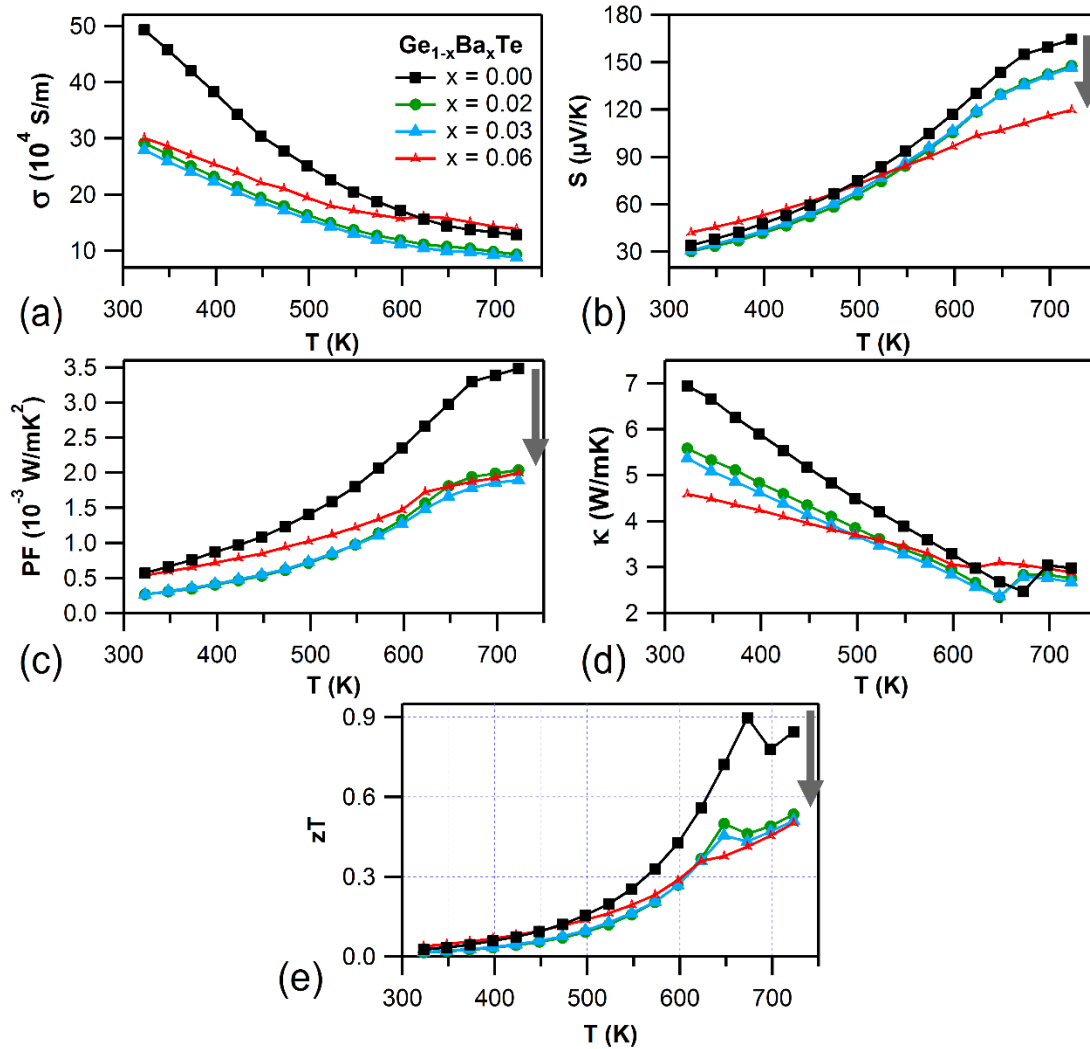 50
40
30
20
10
σ (10⁴ S/m)
Ge₁₋ₓBaₓTe
x = 0.00
x = 0.02
x = 0.03
x = 0.06
300 400 500 600 700
(a)
T (K)
180
150
120
90
60
30
S (µV/K)
300 400 500 600 700
(b)
T (K)
3.5
3.0
2.5
2.0
1.5
1.0
0.5
0.0
PF (10⁻³ W/mK²)
300 400 500 600 700
(c)
T (K)
7
6
5
4
3
2
κ (W/mK)
300 400 500 600 700
(d)
T (K)
0.9
0.6
0.3
0.0
zT
300 400 500 600 700
(e)
T (K)